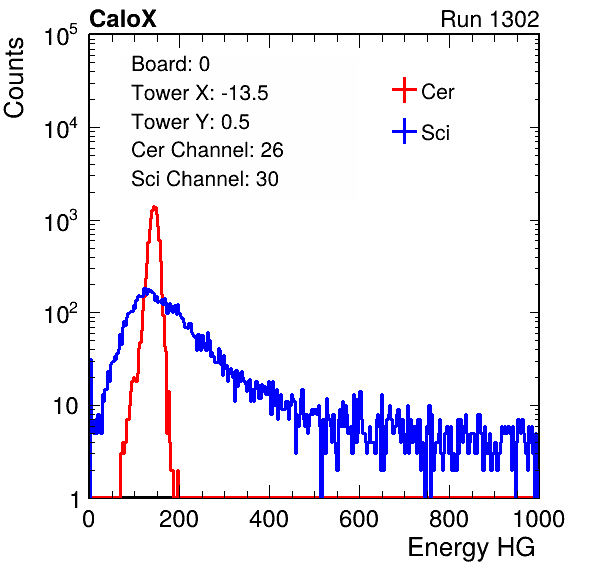 CaloX Run 1302
Counts
10^5
10^4
10^3
10^2
10
1
Board: 0
Tower X: -13.5
Tower Y: 0.5
Cer Channel: 26
Sci Channel: 30
Cer
Sci
0 200 400 600 800 1000
Energy HG